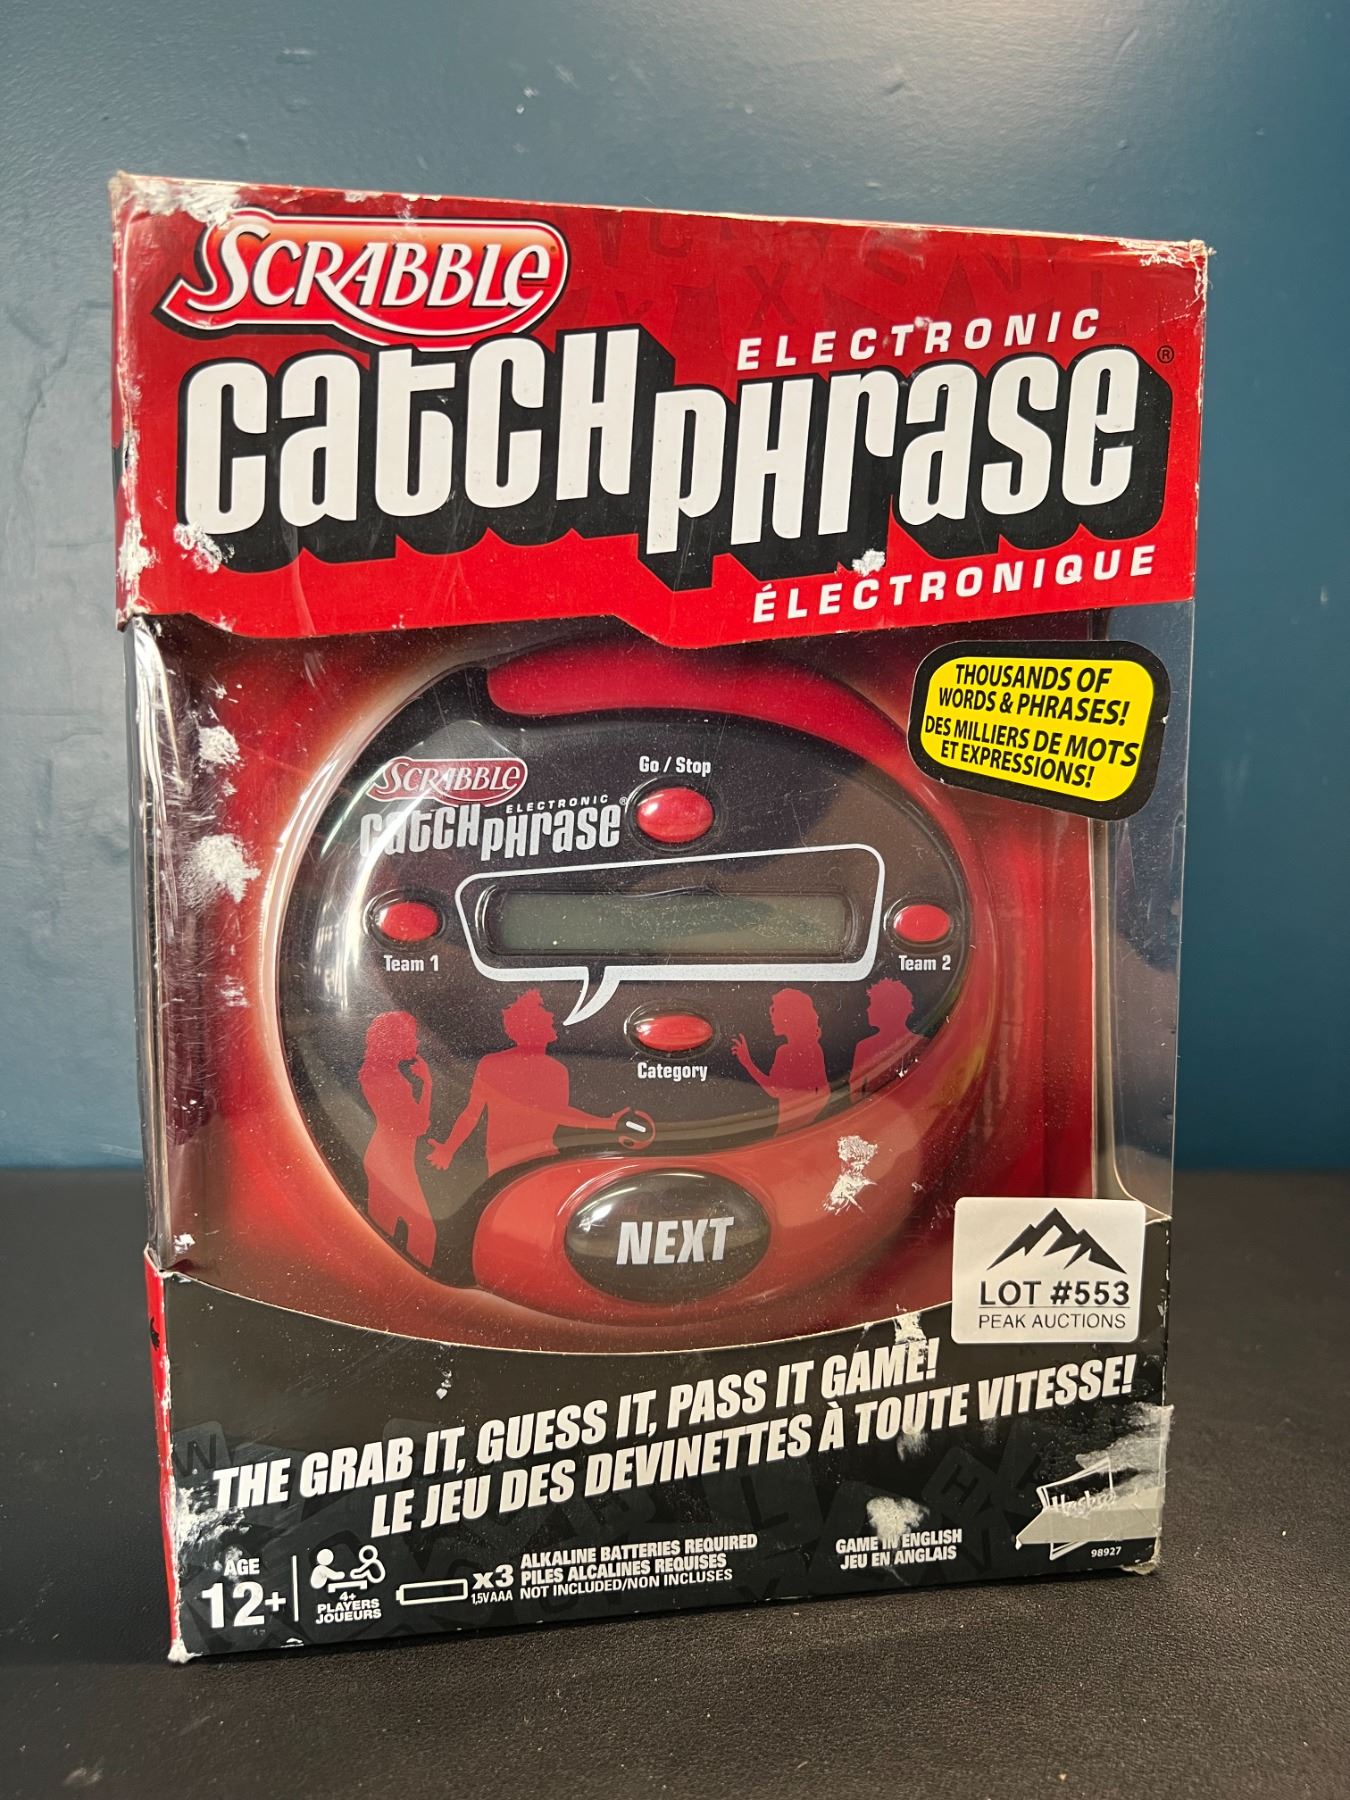 SCRABBLE
ELECTRONIC
catchphrase®
ÉLECTRONIQUE
THOUSANDS OF
WORDS & PHRASES!
DES MILLIERS DE MOTS
ET EXPRESSIONS!
Go / Stop
SCRABBLE
ELECTRONIC
catchphrase®
Team 1
Team 2
Category
NEXT
LOT #553
PEAK AUCTIONS
THE GRAB IT, GUESS IT, PASS IT GAME!
LE JEU DES DEVINETTES À TOUTE VITESSE!
AGE
12+
4+
PLAYERS
JOUEURS
x3
1,5V AAA
ALKALINE BATTERIES REQUIRED
PILES ALCALINES REQUISES
NOT INCLUDED/NON INCLUSES
GAME IN ENGLISH
JEU EN ANGLAIS
Hasbro
98927